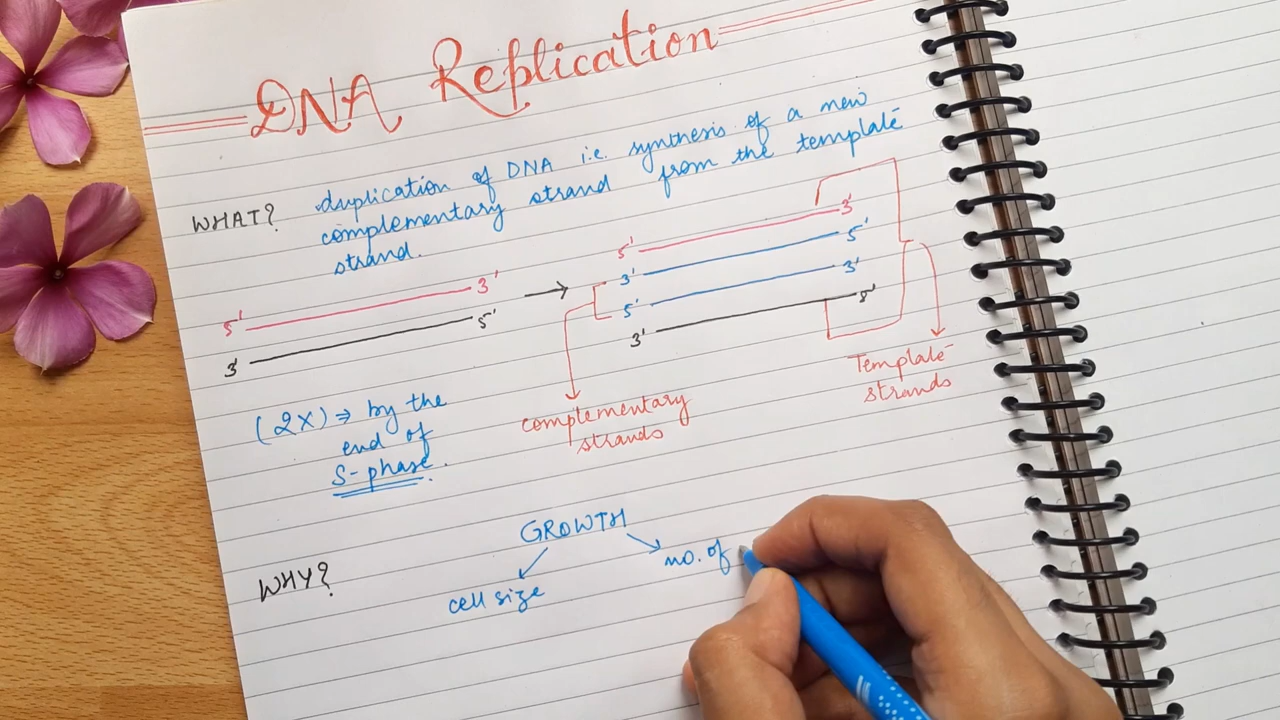 DNA Replication
WHAT? duplication of DNA i.e. synthesis of a new
complementary strand from the template
strand.
5' 3'
3' 5'
→
5' 3'
3' 5'
5' 3'
3' 5'
complementary
strands
Template
strands
(2X) ⇒ by the
end of
S-phase.
WHY?
GROWTH
cell size
no. of